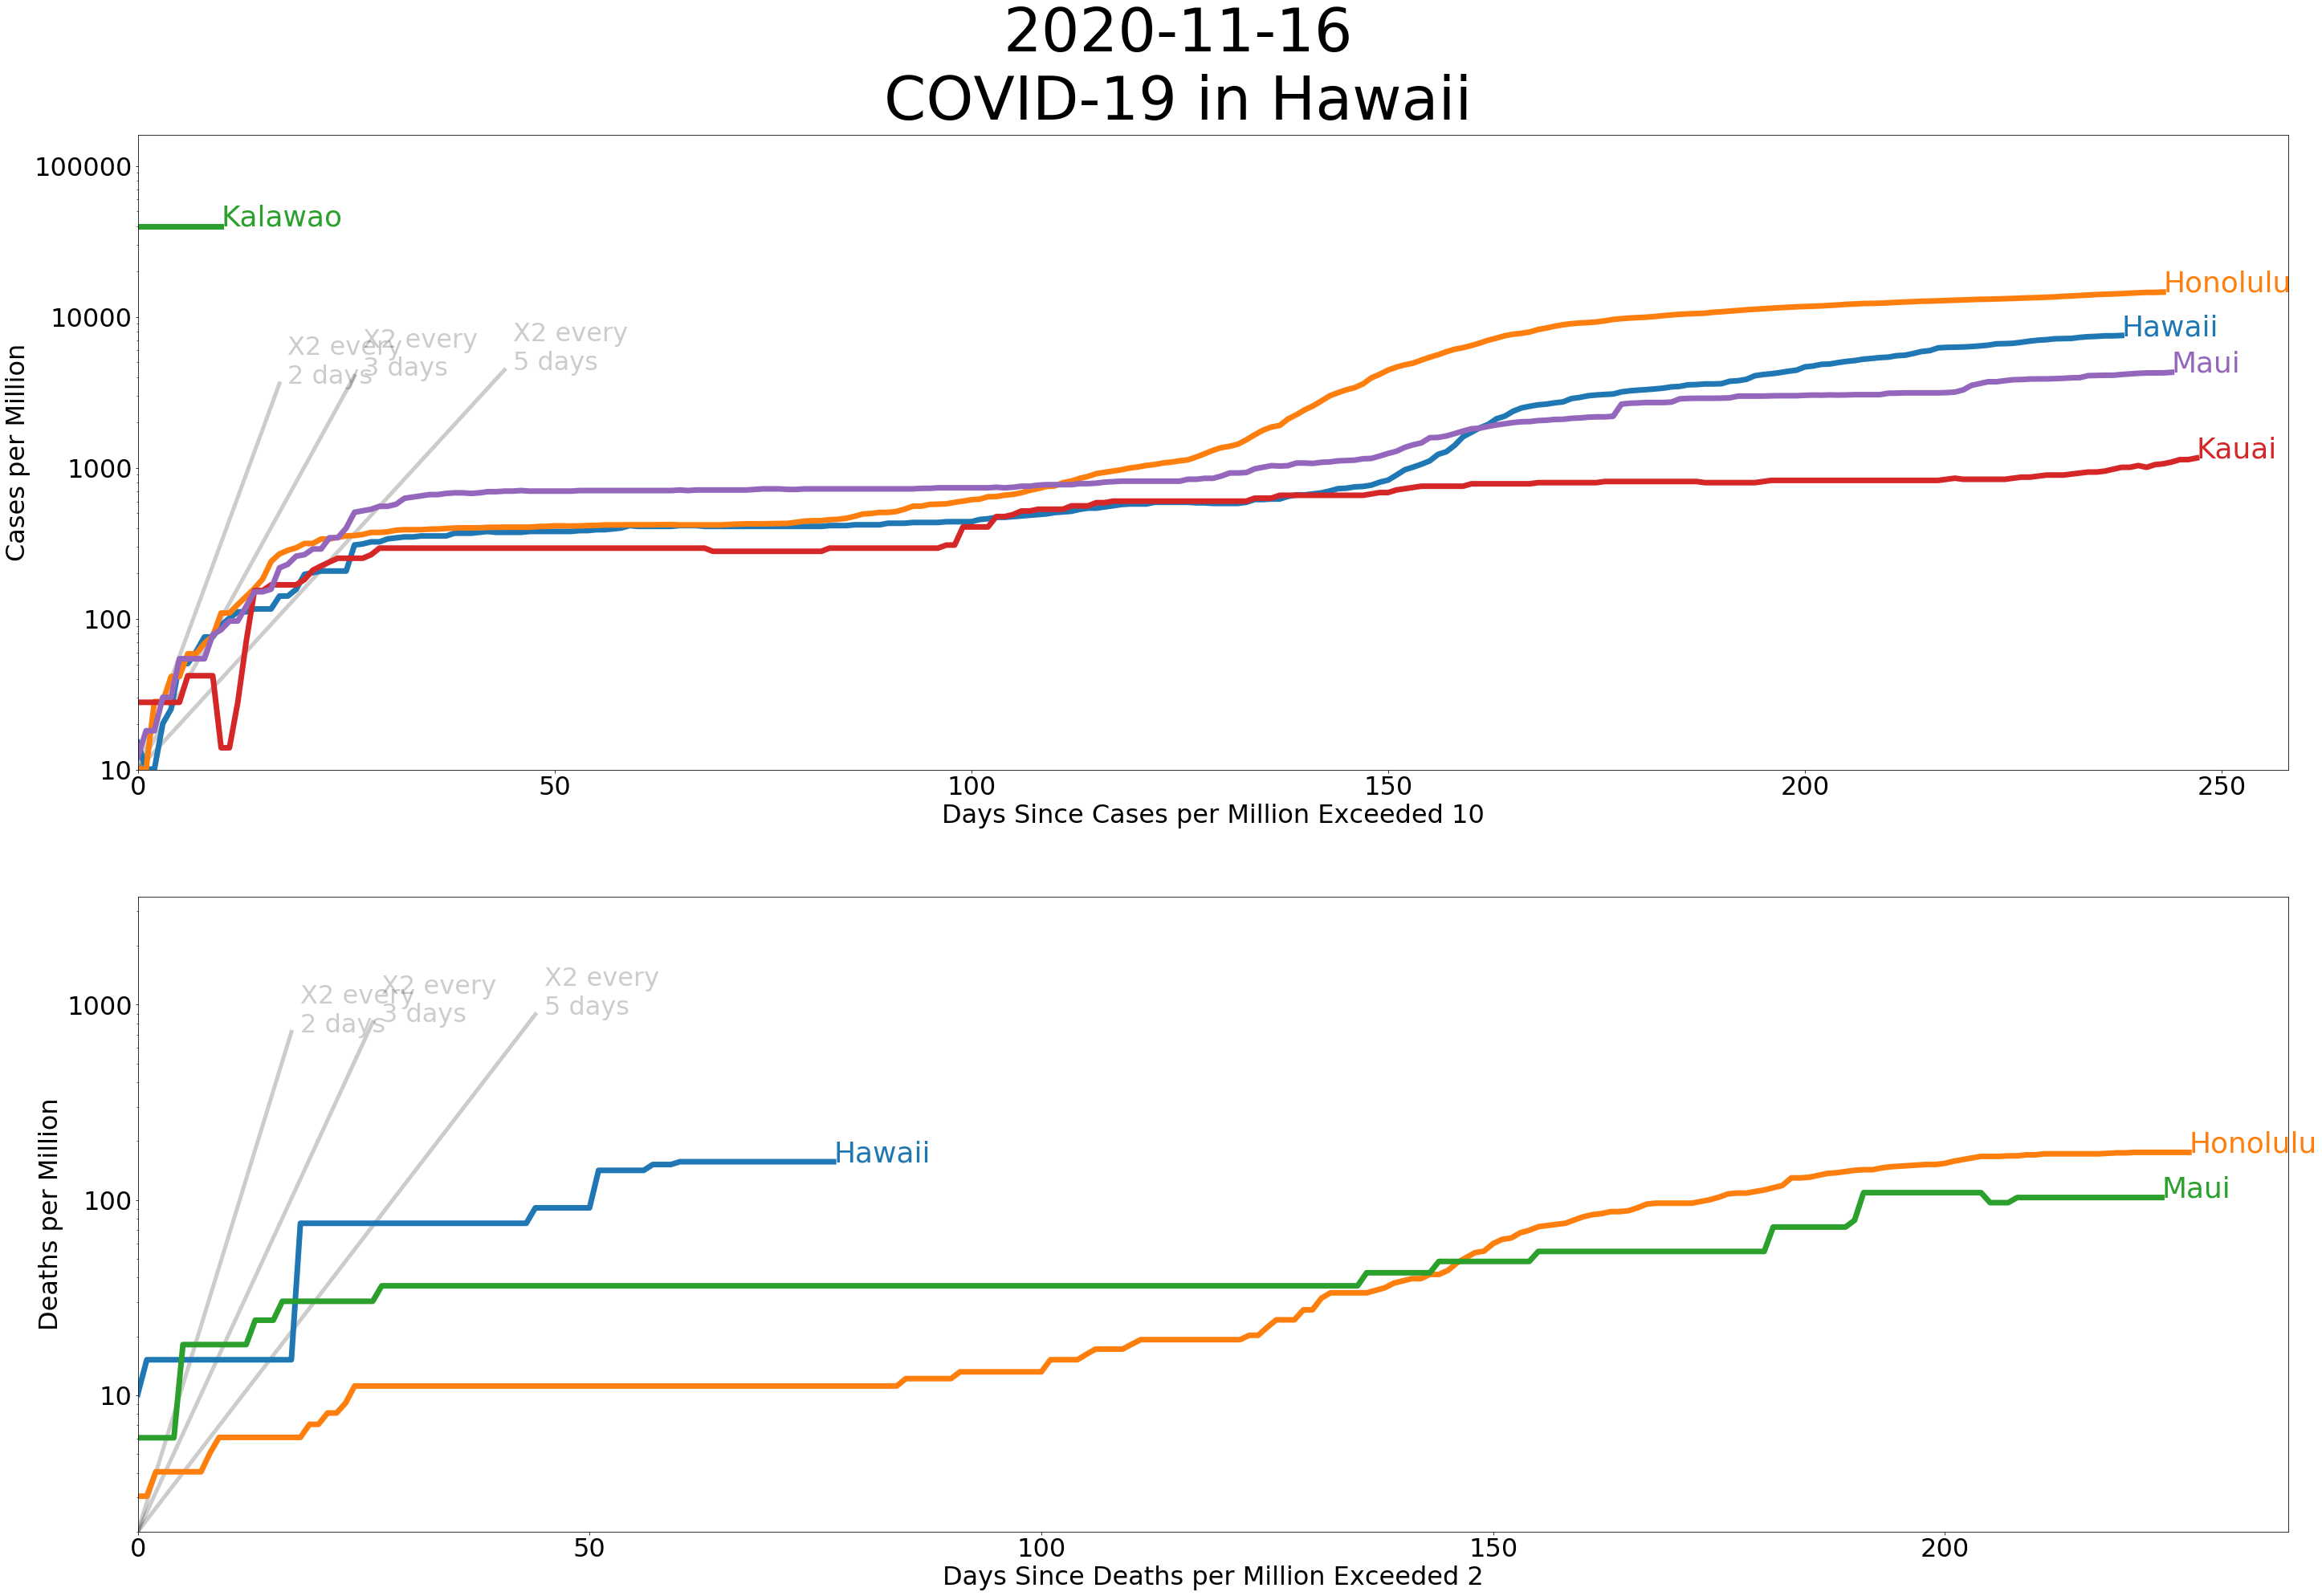 2020-11-16
COVID-19 in Hawaii
100000
10000
1000
100
10
Cases per Million
Kalawao
X2 every
2 days
X2 every
3 days
X2 every
5 days
Honolulu
Hawaii
Maui
Kauai
0 50 100 150 200 250
Days Since Cases per Million Exceeded 10
1000
100
10
Deaths per Million
X2 every
2 days
X2 every
3 days
X2 every
5 days
Hawaii
Honolulu
Maui
0 50 100 150 200
Days Since Deaths per Million Exceeded 2